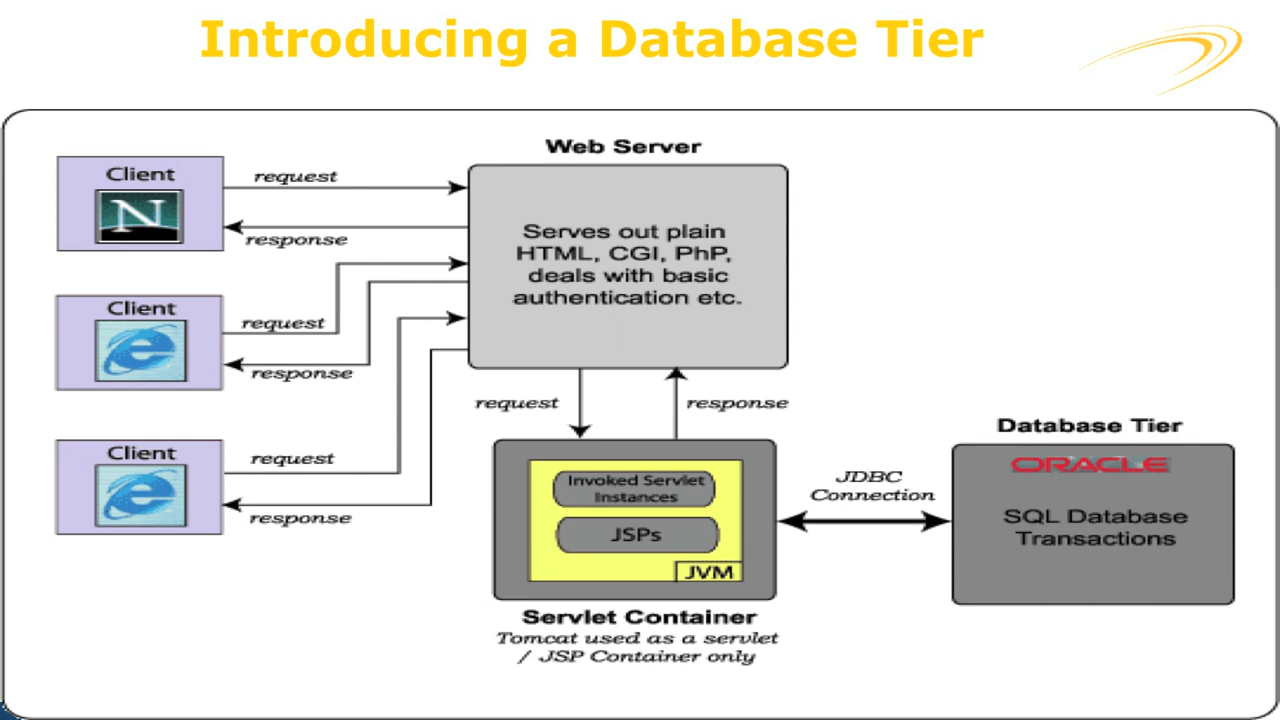 Introducing a Database Tier
Web Server
Client
N
request
response
Serves out plain
HTML, CGI, PhP,
deals with basic
authentication etc.
Client
e
request
response
request
response
Client
e
request
response
Database Tier
ORACLE
SQL Database
Transactions
JDBC
Connection
Invoked Servlet
Instances
JSPs
JVM
Servlet Container
Tomcat used as a servlet
/ JSP Container only